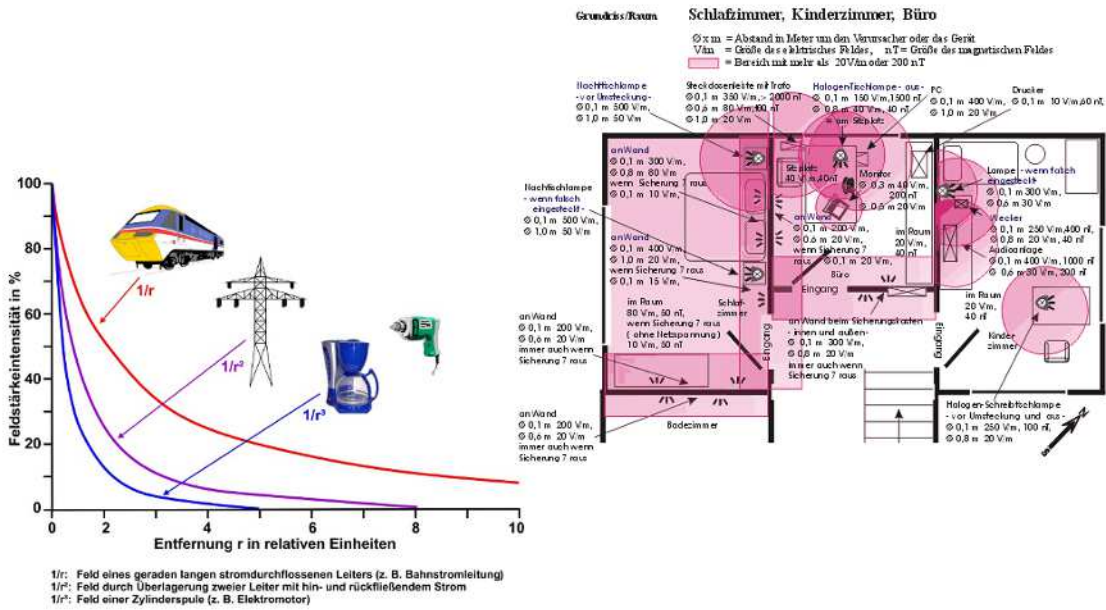 100
80
60
40
20
0
Feldstärkeintensität in %
1/r
1/r²
1/r³
0 2 4 6 8 10
Entfernung r in relativen Einheiten
1/r: Feld eines geraden langen stromdurchflossenen Leiters (z. B. Bahnstromleitung)
1/r²: Feld durch Überlagerung zweier Leiter mit hin- und rückfließendem Strom
1/r³: Feld einer Zylinderspule (z. B. Elektromotor)
Grundriss/Raum Schlafzimmer, Kinderzimmer, Büro
Ø x m = Abstand in Meter um den Verursacher oder das Gerät
V/m = Größe des elektrisches Feldes, nT = Größe des magnetischen Feldes
= Bereich mit mehr als 20V/m oder 200 nT
Nachttischlampe
- vor Umsteckung -
Ø 0,1 m 500 V/m,
Ø 1,0 m 50 V/m
Steckdosenleiste mit Trafo
Ø 0,1 m 350 V/m, > 2000 nT
Ø 0,6 m 80 V/m,
Ø 1,0 m 20 V/m
Halogen-Tischlampe - aus -
Ø 0,1 m 150 V/m, 1500 nT
Ø 0,8 m 40 V/m, 40 nT
= am Sitzplatz
PC
Ø 0,1 m 400 V/m,
Ø 1,0 m 20 V/m
Drucker
Ø 0,1 m 10 V/m, 60 nT,
an Wand
Ø 0,1 m 300 V/m,
Ø 0,8 m 80 V/m
wenn Sicherung 7 raus
Ø 0,1 m 10 V/m,
Sitzplatz
40 V/m, 40 nT
Monitor
Ø 0,3 m 40 V/m,
200 nT
Ø 0,6 m 20 V/m
Lampe - wenn falsch
eingesteckt -
Ø 0,1 m 300 V/m,
Ø 0,6 m 30 V/m
Nachttischlampe
- wenn falsch
eingesteckt -
Ø 0,1 m 500 V/m,
Ø 1,0 m 50 V/m
an Wand
Ø 0,1 m 200 V/m,
Ø 0,6 m 20 V/m,
wenn Sicherung 7
raus
Ø 0,1 m 20 V/m,
Wecker
Ø 0,1 m 250 V/m, 400 nT,
Ø 0,8 m 20 V/m, 40 nT
an Wand
Ø 0,1 m 400 V/m,
Ø 1,0 m 20 V/m,
wenn Sicherung 7 raus
Ø 0,1 m 15 V/m,
im Raum
20 V/m,
40 nT
Audioanlage
Ø 0,1 m 400 V/m, 1000 nT
Ø 0,6 m 30 V/m, 200 nT
Büro
Eingang
im Raum
80 V/m, 50 nT,
wenn Sicherung 7 raus
( ohne Netzspannung )
10 V/m, 50 nT
Schlaf-
zimmer
Eingang
an Wand beim Sicherungskasten
- innen und außen -
Ø 0,1 m 300 V/m,
Ø 0,8 m 20 V/m
immer auch wenn
Sicherung 7 raus
Eingang
im Raum
20 V/m,
40 nT
Kinder-
zimmer
an Wand
Ø 0,1 m 200 V/m,
Ø 0,6 m 20 V/m
immer auch wenn
Sicherung 7 raus
an Wand
Ø 0,1 m 200 V/m,
Ø 0,6 m 20 V/m
immer auch wenn
Sicherung 7 raus
Badezimmer
Halogen-Schreibtischlampe
- vor Umsteckung und aus -
Ø 0,1 m 250 V/m, 100 nT,
Ø 0,8 m 20 V/m
S N